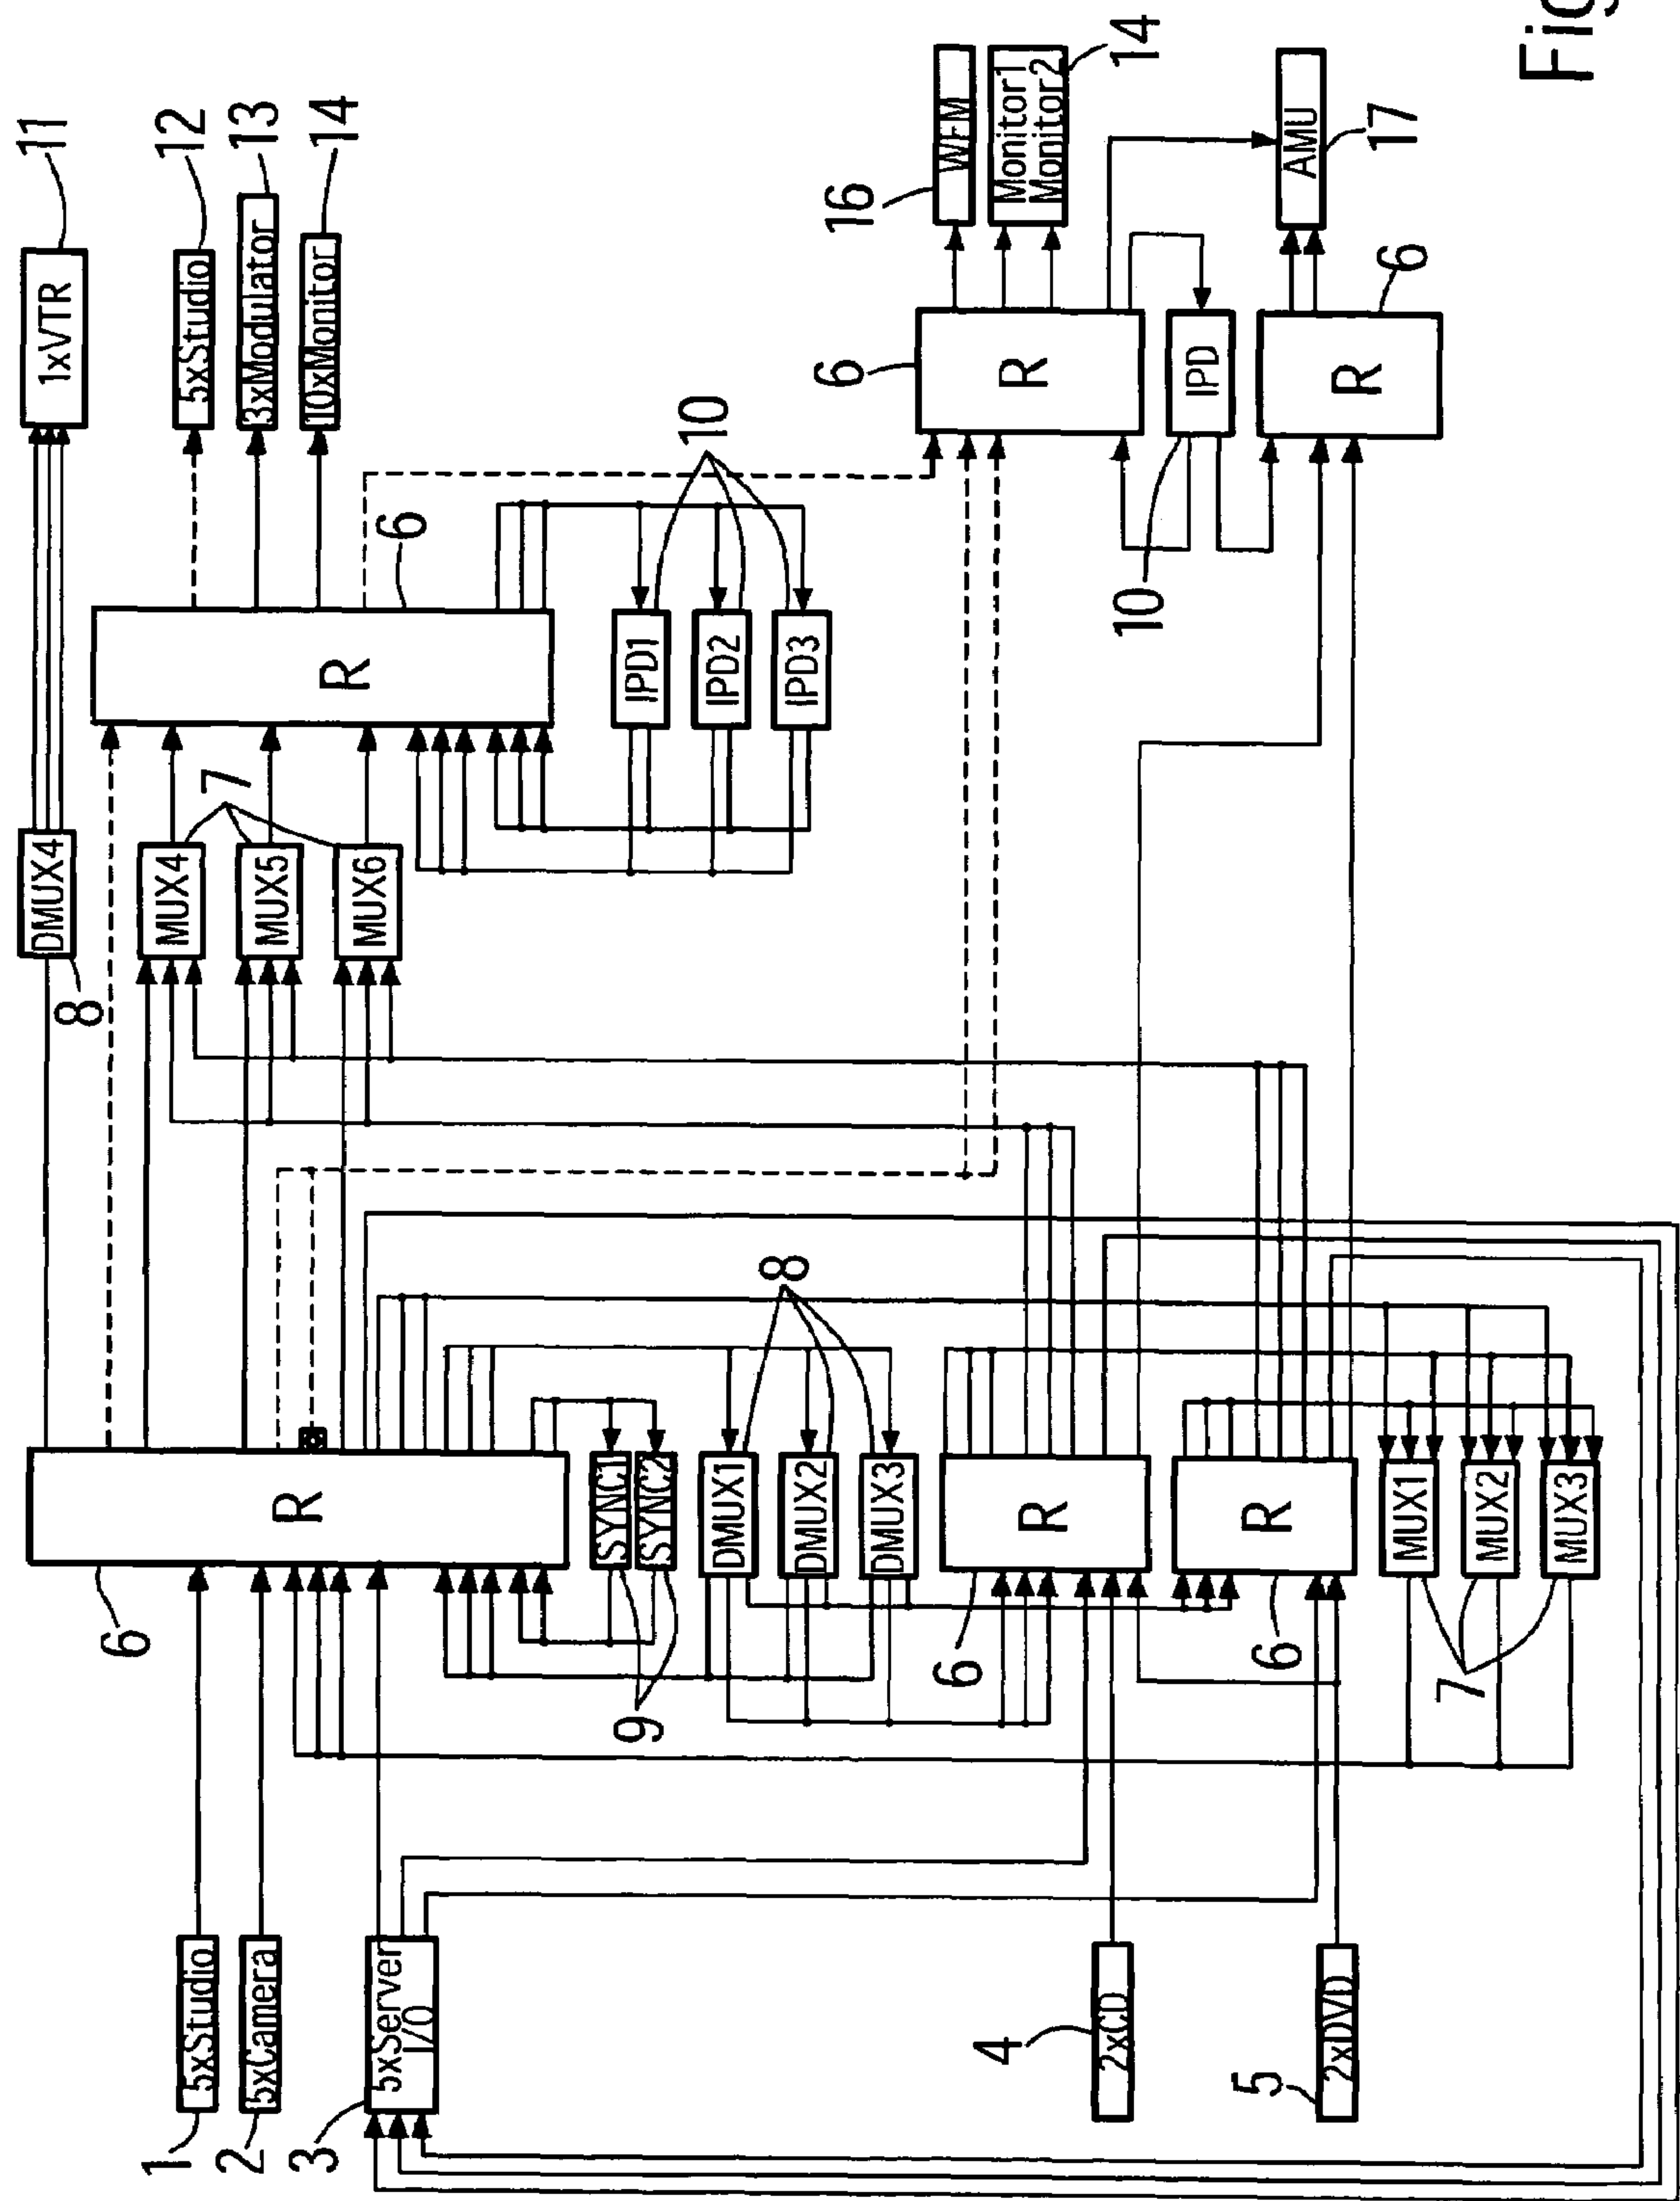 1
5xStudio
2
5xCamera
3
5xServer
I/O
4
2xCD
5
2xDVD
6
R
SYNC1
SYNC2
9
DMUX1
DMUX2
DMUX3
8
6
R
6
R
MUX1
MUX2
MUX3
7
DMUX4
8
MUX4
MUX5
MUX6
7
R
6
IPD1
IPD2
IPD3
10
1xVTR
11
5xStudio
12
3xModulator
13
10xMonitor
14
6
R
IPD
10
R
6
16
WFM
Monitor1
Monitor2
14
AMU
17
Fig